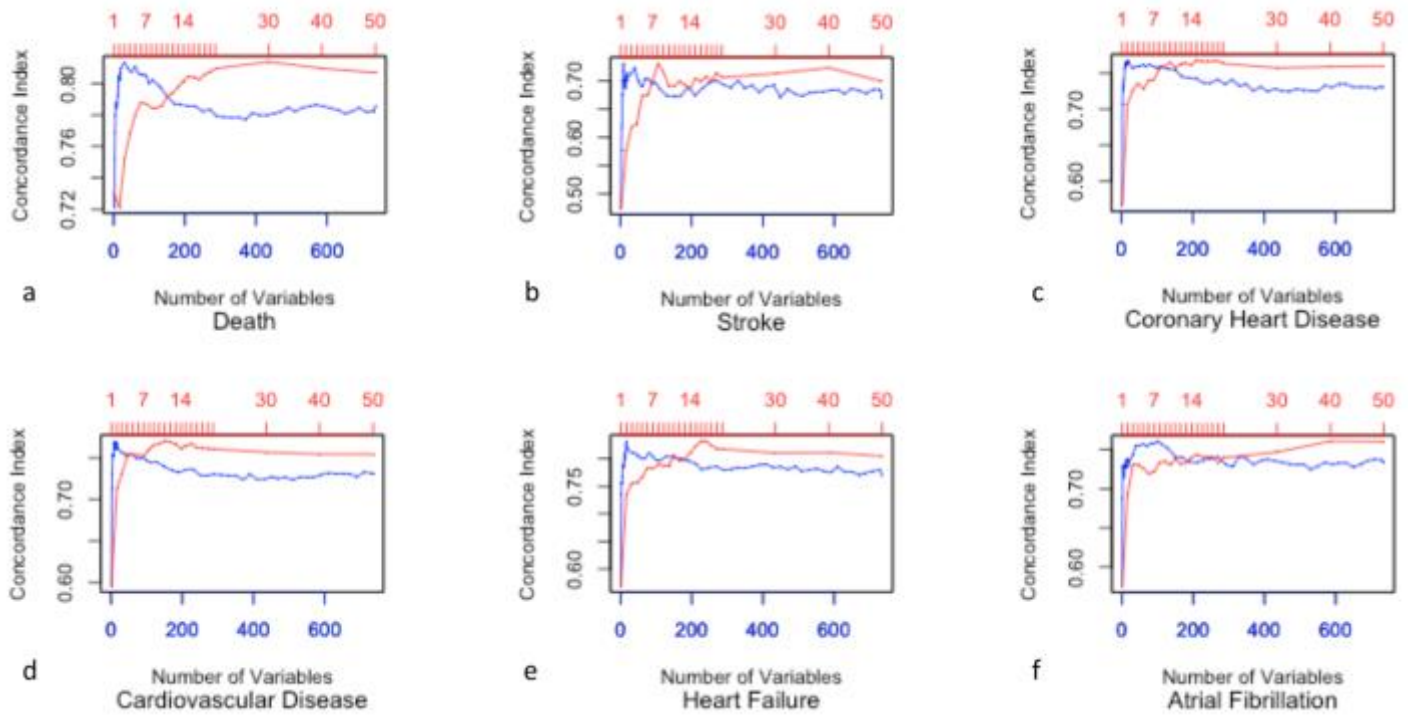 1 7 14 30 40 50
Concordance Index
0.72 0.76 0.80
0 200 400 600
a
Number of Variables
Death
1 7 14 30 40 50
Concordance Index
0.50 0.60 0.70
0 200 400 600
b
Number of Variables
Stroke
1 7 14 30 40 50
Concordance Index
0.60 0.70
0 200 400 600
c
Number of Variables
Coronary Heart Disease
1 7 14 30 40 50
Concordance Index
0.60 0.70
0 200 400 600
d
Number of Variables
Cardiovascular Disease
1 7 14 30 40 50
Concordance Index
0.60 0.75
0 200 400 600
e
Number of Variables
Heart Failure
1 7 14 30 40 50
Concordance Index
0.60 0.70
0 200 400 600
f
Number of Variables
Atrial Fibrillation